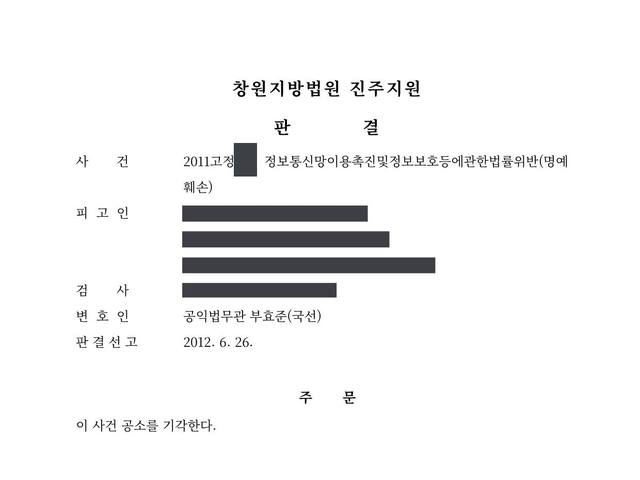 창원지방법원 진주지원
판 결
사 건 2011고정 정보통신망이용촉진및정보보호등에관한법률위반(명예
훼손)
피 고 인
검 사
변 호 인 공익법무관 부효준(국선)
판 결 선 고 2012. 6. 26.
주 문
이 사건 공소를 기각한다.